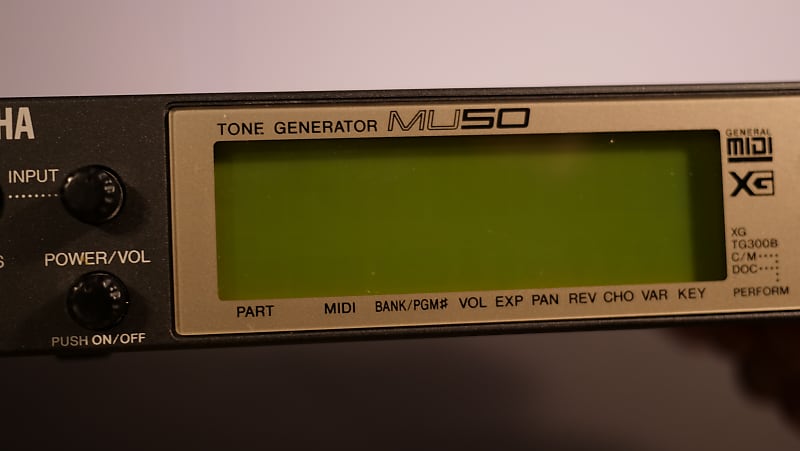 HA
INPUT
POWER/VOL
PUSH ON/OFF
TONE GENERATOR MU50
GENERAL
MIDI
XG
XG
TG300B
C/M
DOC
PERFORM
PART MIDI BANK/PGM# VOL EXP PAN REV CHO VAR KEY